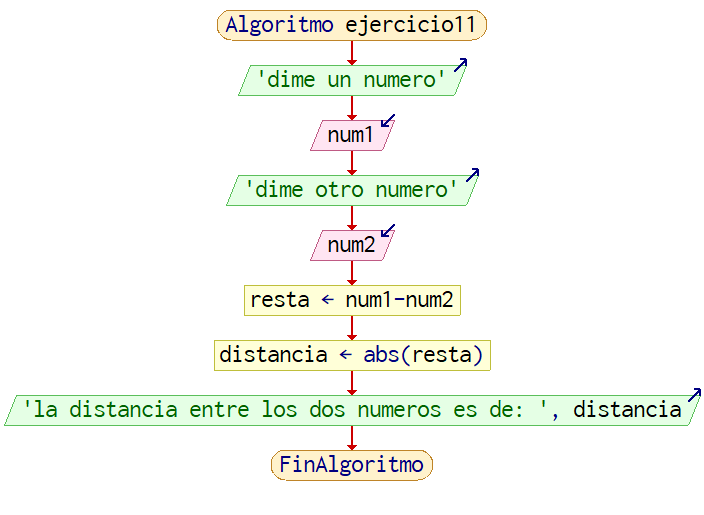 Algoritmo ejercicio11
'dime un numero'
num1
'dime otro numero'
num2
resta ← num1-num2
distancia ← abs(resta)
'la distancia entre los dos numeros es de: ', distancia
FinAlgoritmo